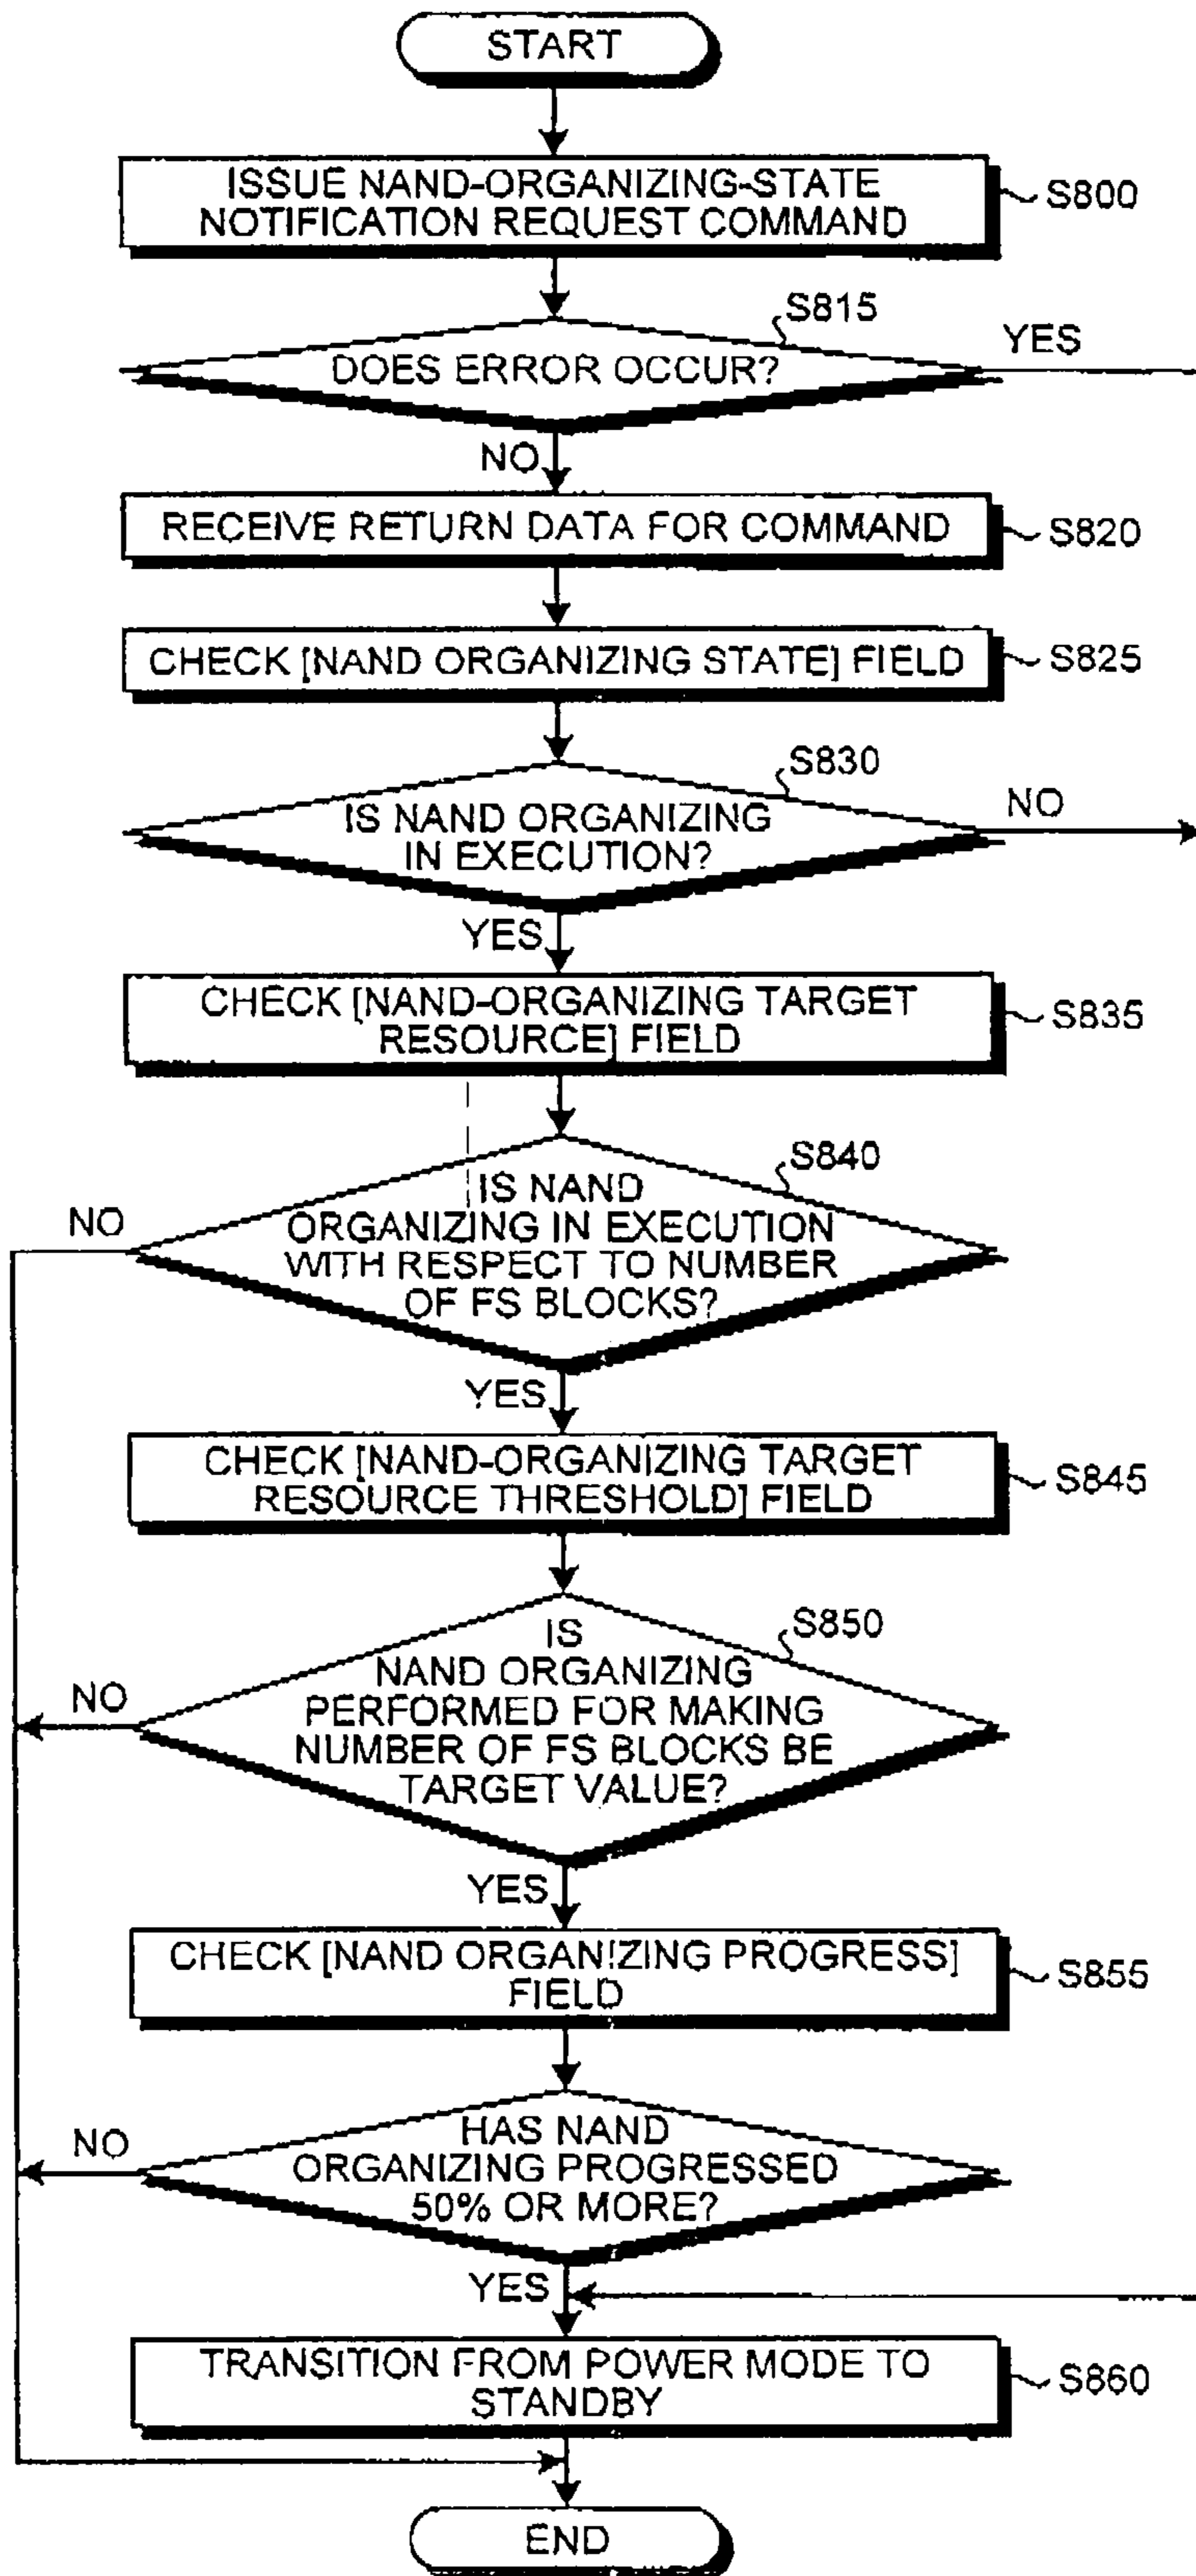 START
ISSUE NAND-ORGANIZING-STATE
NOTIFICATION REQUEST COMMAND
S800
S815
DOES ERROR OCCUR?
YES
NO
RECEIVE RETURN DATA FOR COMMAND
S820
CHECK [NAND ORGANIZING STATE] FIELD
S825
S830
IS NAND ORGANIZING
IN EXECUTION?
NO
YES
CHECK [NAND-ORGANIZING TARGET
RESOURCE] FIELD
S835
S840
IS NAND
ORGANIZING IN EXECUTION
WITH RESPECT TO NUMBER
OF FS BLOCKS?
NO
YES
CHECK [NAND-ORGANIZING TARGET
RESOURCE THRESHOLD] FIELD
S845
S850
IS
NAND ORGANIZING
PERFORMED FOR MAKING
NUMBER OF FS BLOCKS BE
TARGET VALUE?
NO
YES
CHECK [NAND ORGANIZING PROGRESS]
FIELD
S855
HAS NAND
ORGANIZING PROGRESSED
50% OR MORE?
NO
YES
TRANSITION FROM POWER MODE TO
STANDBY
S860
END